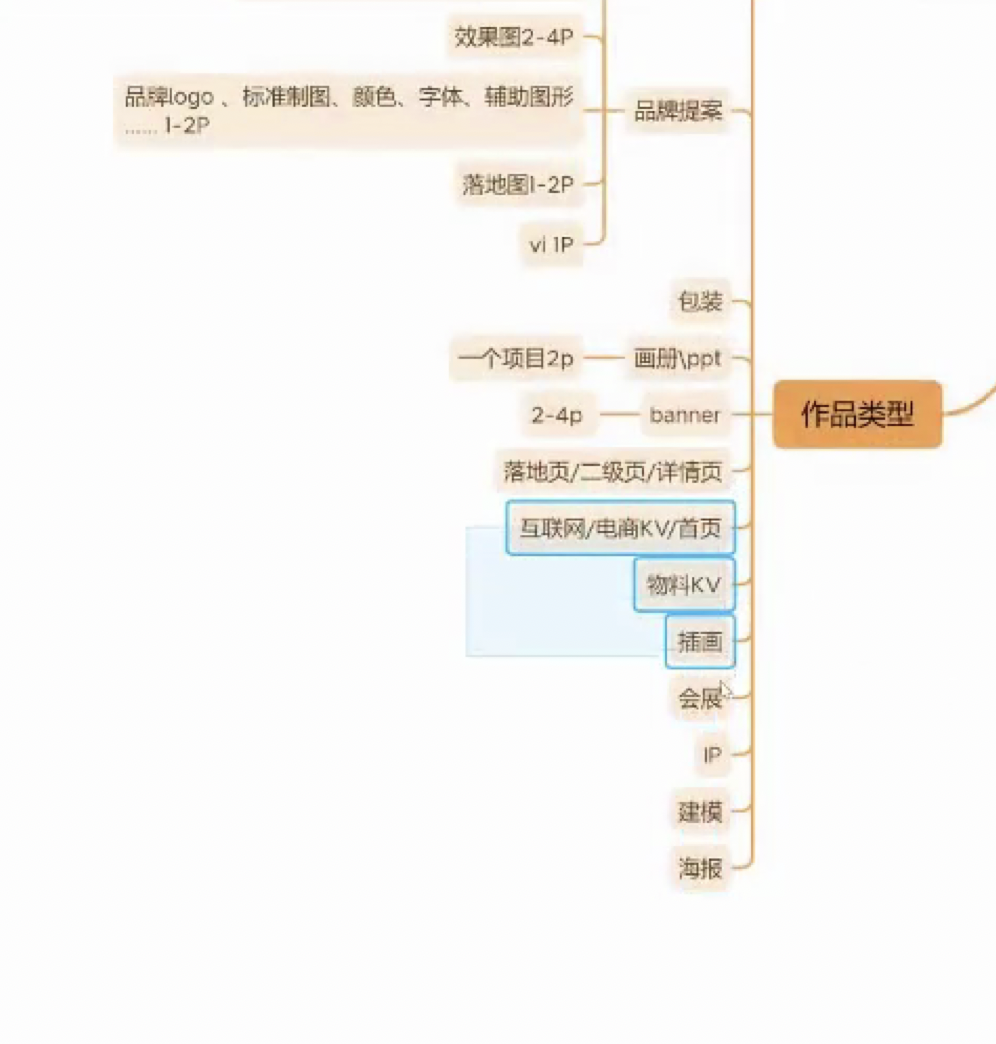 效果图2-4P
品牌logo 、标准制图、颜色、字体、辅助图形
...... 1-2P
品牌提案
落地图1-2P
vi 1P
包装
一个项目2p
画册\ppt
2-4p
banner
作品类型
落地页/二级页/详情页
互联网/电商KV/首页
物料KV
插画
会展
IP
建模
海报